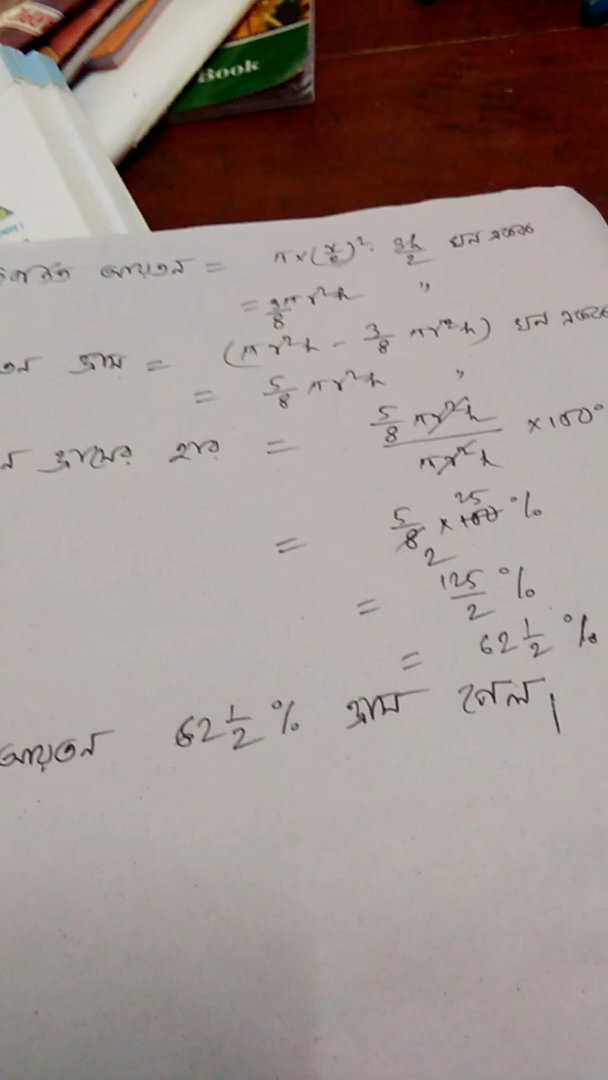 Book
আয়তন = π×(r/2)². 3h/2 ঘন একক
= 3/8 πr²h "
হ্রাস = (πr²h - 3/8 πr²h) ঘন একক
= 5/8 πr²h "
হ্রাসের হার = (5/8 πr²h)/(πr²h) ×100%
= 5/8 × 100 25 2 %
= 125/2 %
= 62 1/2 %
আয়তন 62 1/2 % হ্রাস পেল।